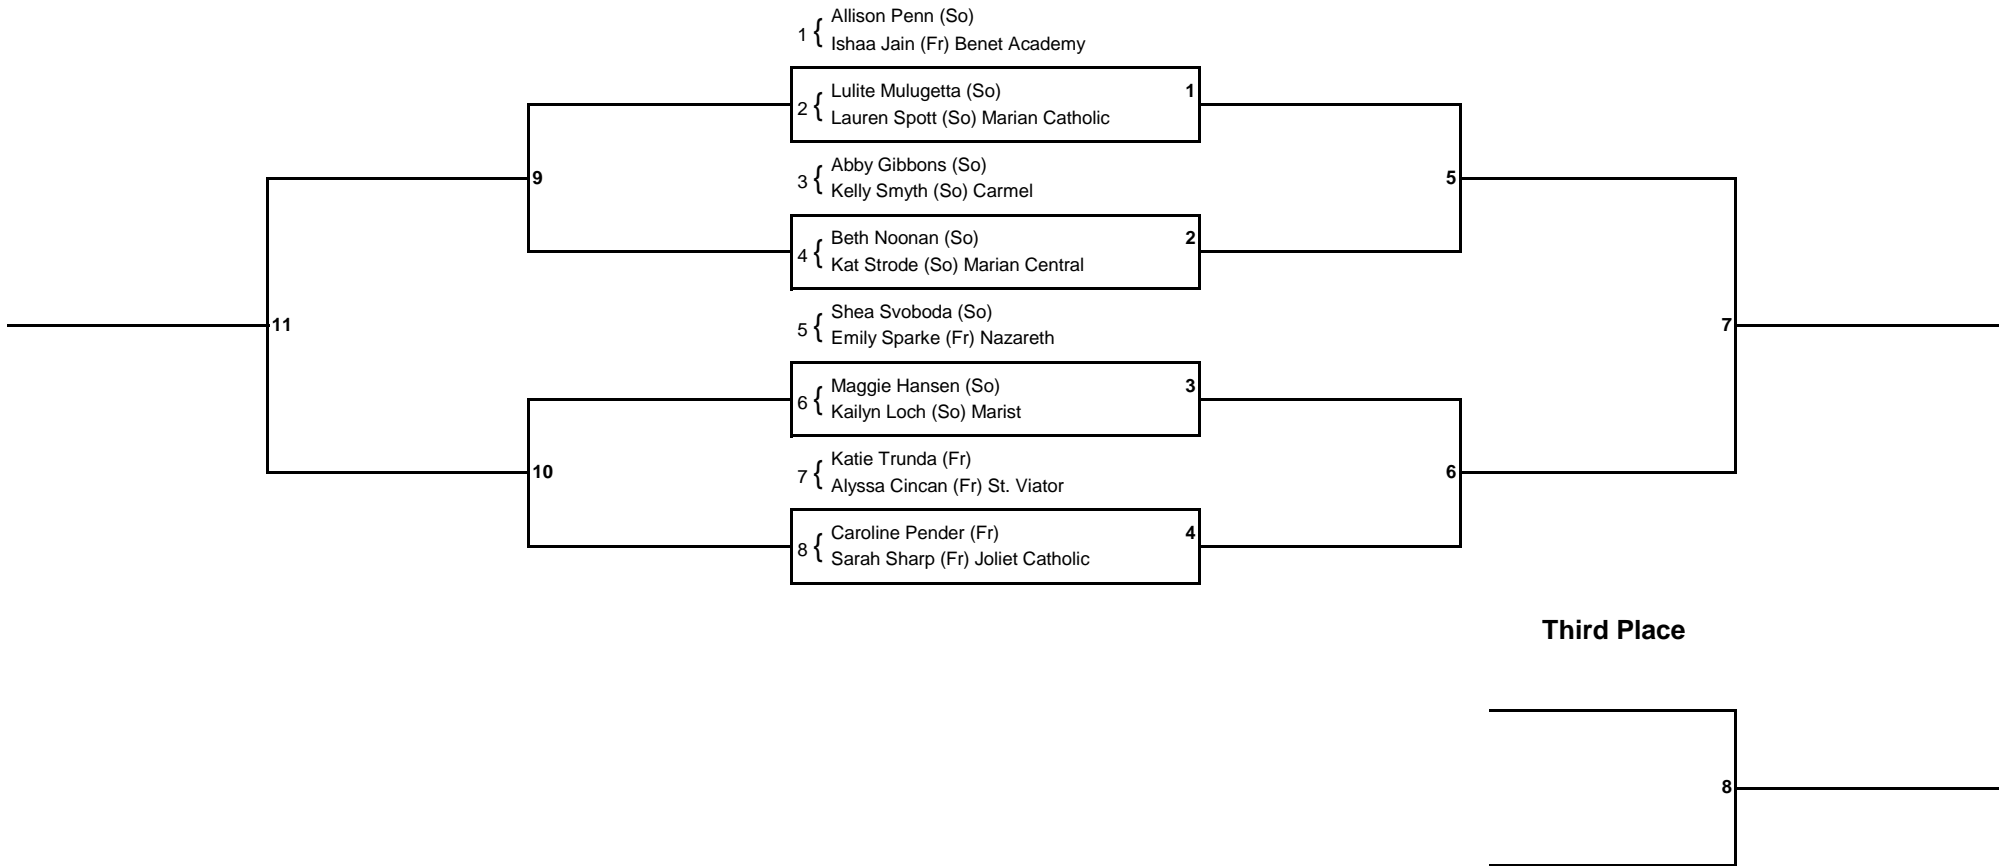 Allison Penn (So)
1 { Ishaa Jain (Fr) Benet Academy
Lulite Mulugetta (So) 1
2 { Lauren Spott (So) Marian Catholic
Abby Gibbons (So)
9 3 { Kelly Smyth (So) Carmel 5
Beth Noonan (So) 2
4 { Kat Strode (So) Marian Central
Shea Svoboda (So)
11 5 { Emily Sparke (Fr) Nazareth 7
Maggie Hansen (So) 3
6 { Kailyn Loch (So) Marist
Katie Trunda (Fr)
10 7 { Alyssa Cincan (Fr) St. Viator 6
Caroline Pender (Fr) 4
8 { Sarah Sharp (Fr) Joliet Catholic
Third Place
8